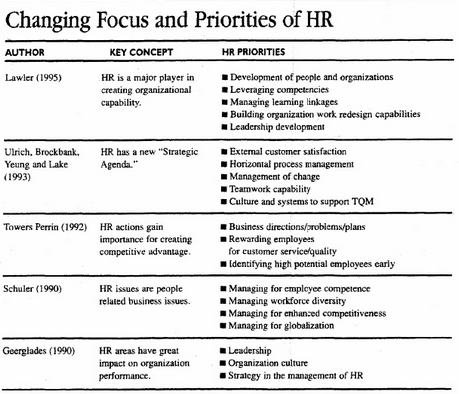 Changing Focus and Priorities of HR
AUTHOR KEY CONCEPT HR PRIORITIES
Lawler (1995) HR is a major player in ■ Development of people and organizations
creating organizational ■ Leveraging competencies
capability. ■ Managing learning linkages
■ Building organization work redesign capabilities
■ Leadership development
Ulrich, Brockbank, HR has a new "Strategic ■ External customer satisfaction
Yeung and Lake Agenda." ■ Horizontal process management
(1993) ■ Management of change
■ Teamwork capability
■ Culture and systems to support TQM
Towers Perrin (1992) HR actions gain ■ Business directions/problems/plans
importance for creating ■ Rewarding employees
competitive advantage. for customer service/quality
■ Identifying high potential employees early
Schuler (1990) HR issues are people ■ Managing for employee competence
related business issues. ■ Managing workforce diversity
■ Managing for enhanced competitiveness
■ Managing for globalization
Geerglades (1990) HR areas have great ■ Leadership
impact on organization ■ Organization culture
performance. ■ Strategy in the management of HR